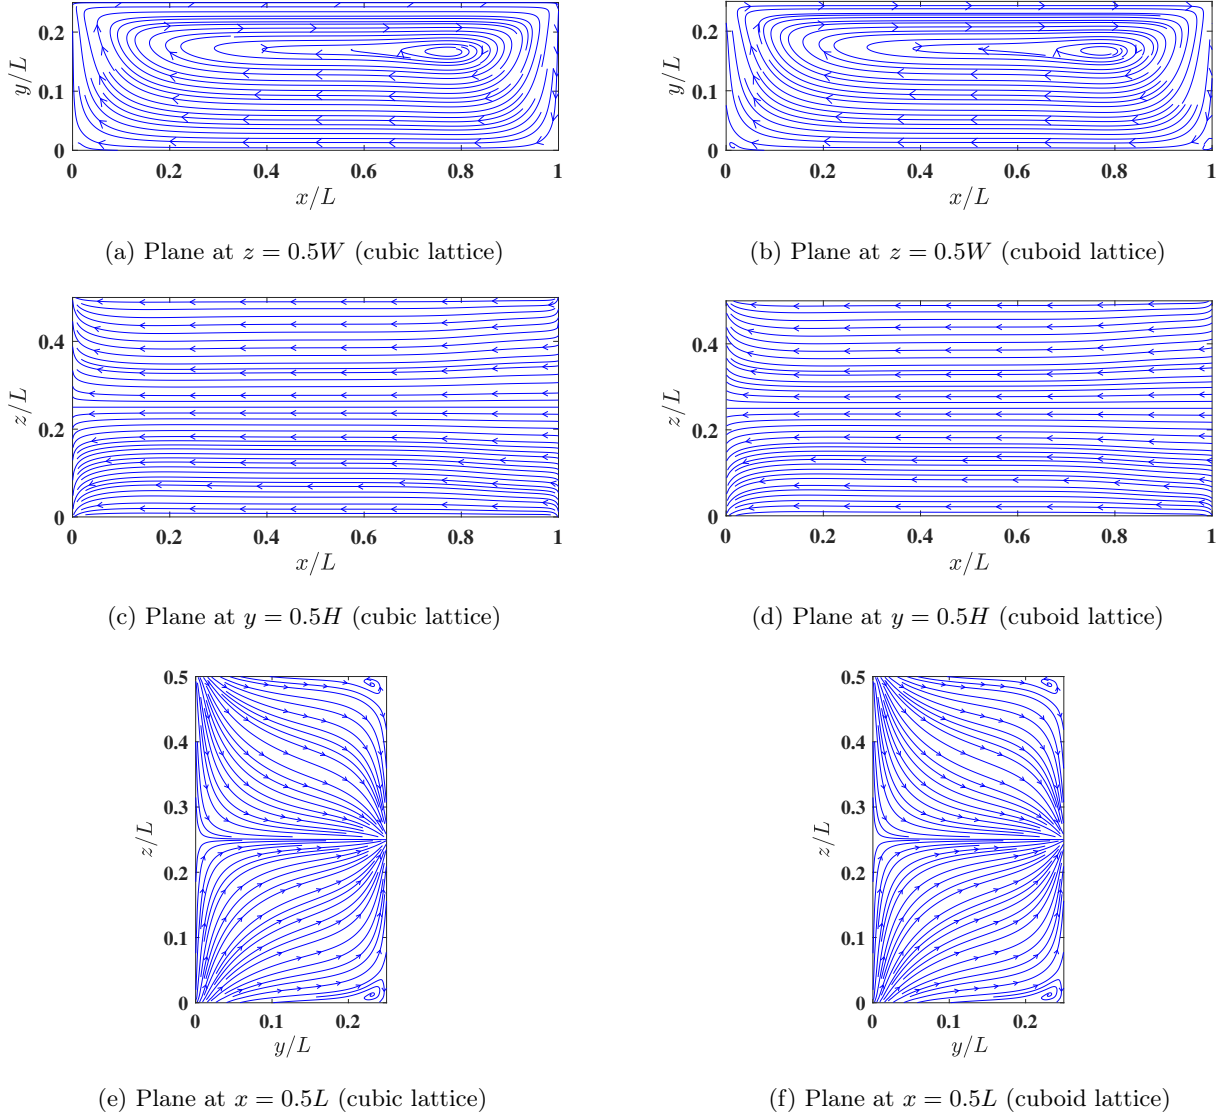 0.2
0.1
0
y/L
0 0.2 0.4 0.6 0.8 1
x/L
(a) Plane at z = 0.5W (cubic lattice)
0.2
0.1
0
y/L
0 0.2 0.4 0.6 0.8 1
x/L
(b) Plane at z = 0.5W (cuboid lattice)
0.4
0.2
0
z/L
0 0.2 0.4 0.6 0.8 1
x/L
(c) Plane at y = 0.5H (cubic lattice)
0.4
0.2
0
z/L
0 0.2 0.4 0.6 0.8 1
x/L
(d) Plane at y = 0.5H (cuboid lattice)
0.5
0.4
0.3
0.2
0.1
0
z/L
0 0.1 0.2
y/L
(e) Plane at x = 0.5L (cubic lattice)
0.5
0.4
0.3
0.2
0.1
0
z/L
0 0.1 0.2
y/L
(f) Plane at x = 0.5L (cuboid lattice)